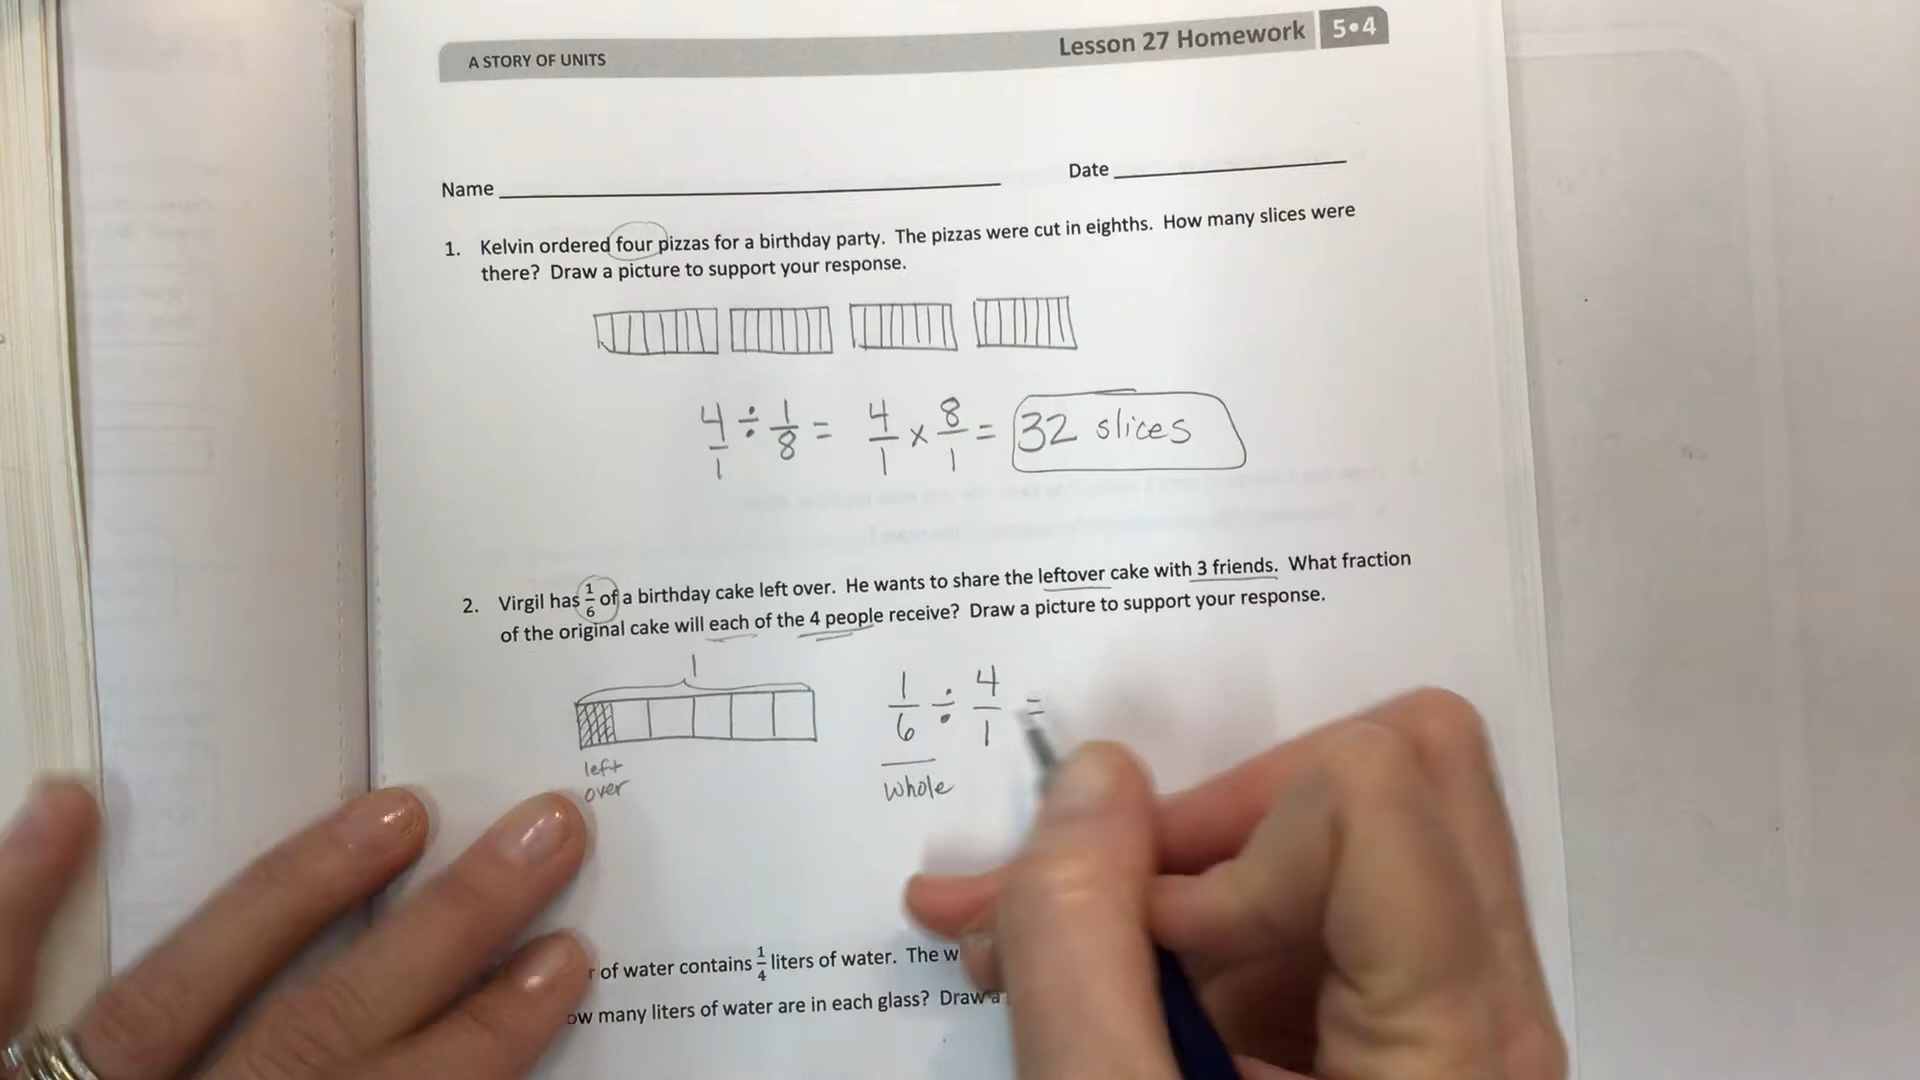 A STORY OF UNITS
Lesson 27 Homework 5•4
Name
Date
1. Kelvin ordered four pizzas for a birthday party. The pizzas were cut in eighths. How many slices were
there? Draw a picture to support your response.
4/1 ÷ 1/8 = 4/1 × 8/1 = 32 slices
2. Virgil has 1/6 of a birthday cake left over. He wants to share the leftover cake with 3 friends. What fraction
of the original cake will each of the 4 people receive? Draw a picture to support your response.
1
1/6 ÷ 4/1 =
left
over
whole
r of water contains 1/4 liters of water. The w
ow many liters of water are in each glass? Draw a